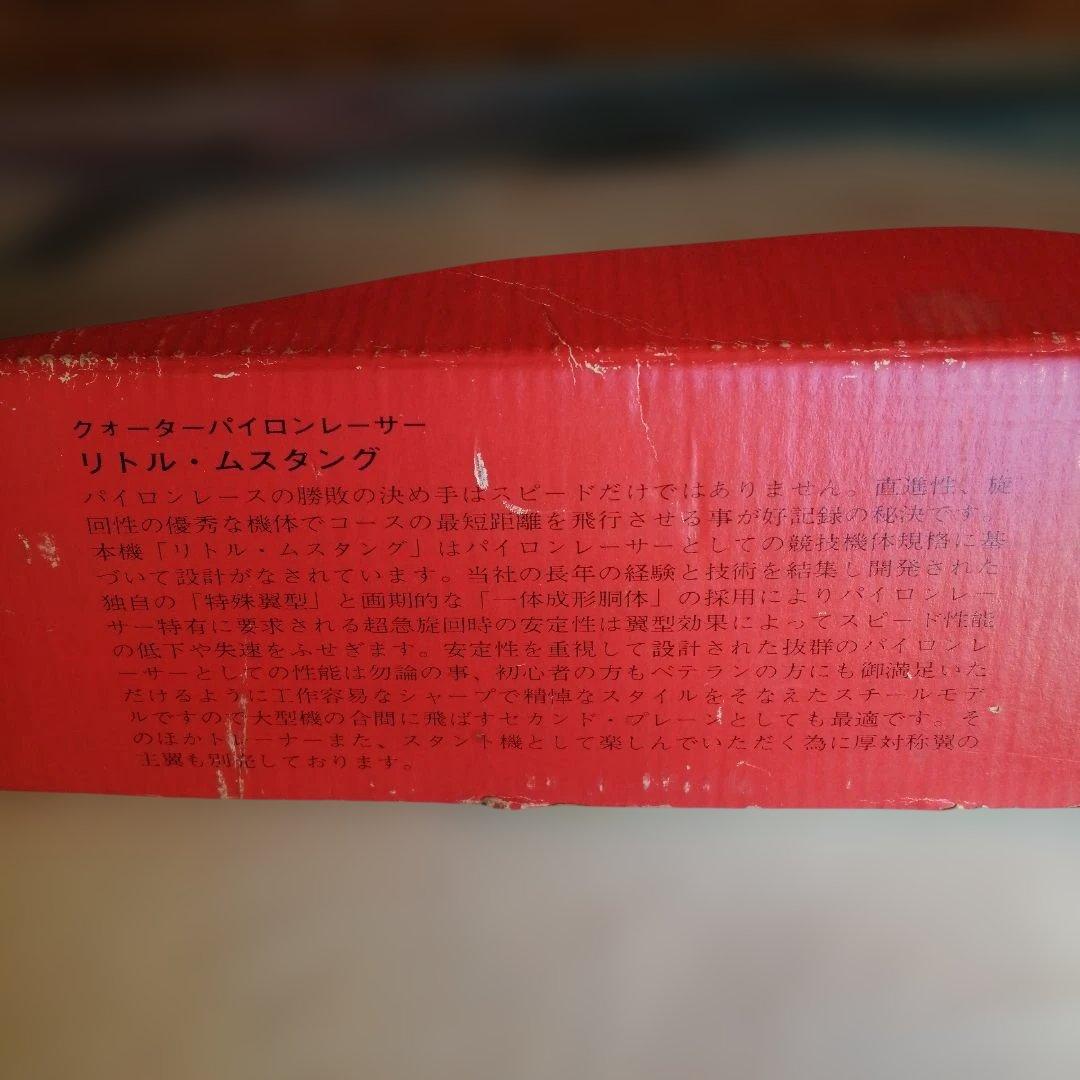 クォーターパイロンレーサー
リトル・ムスタング
パイロンレースの勝敗の決め手はスピードだけではありません。直進性、旋
回性の優秀な機体でコースの最短距離を飛行させる事が好記録の秘決です。
本機「リトル・ムスタング」はパイロンレーサーとしての競技機体規格に基
づいて設計がなされています。当社の長年の経験と技術を結集し開発された
独自の「特殊翼型」と画期的な「一体成形胴体」の採用によりパイロンレー
サー特有に要求される超急旋回時の安定性は翼型効果によってスピード性能
の低下や失速をふせぎます。安定性を重視して設計された抜群のパイロンレ
ーサーとしての性能は勿論の事、初心者の方もベテランの方にも御満足いた
だけるように工作容易なシャープで精悼なスタイルをそなえたスチールモデ
ルですので大型機の合間に飛ばすセカンド・プレーンとしても最適です。そ
のほかトレーナーまた、スタント機として楽しんでいただく為に厚対称翼の
主翼も別売しております。